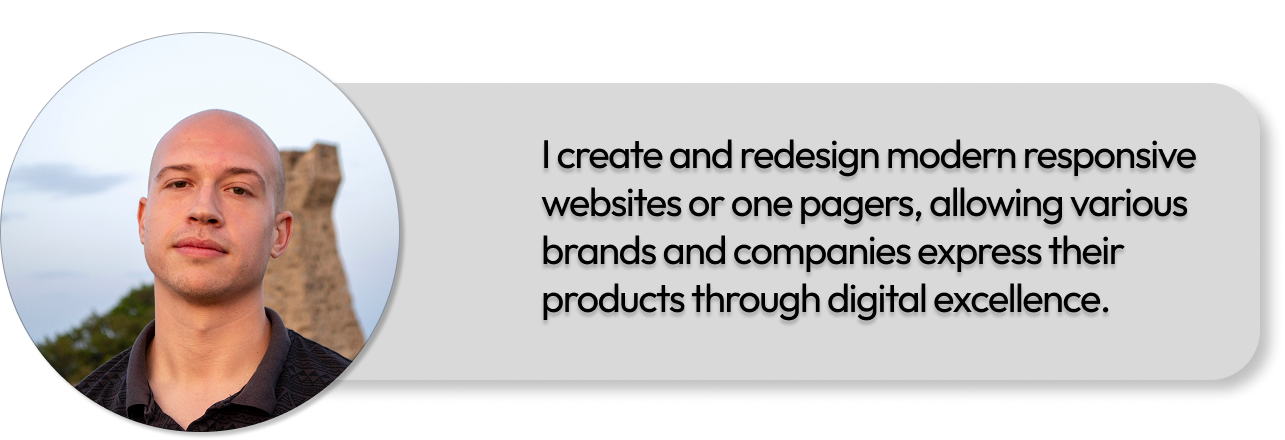 I create and redesign modern responsive
websites or one pagers, allowing various
brands and companies express their
products through digital excellence.